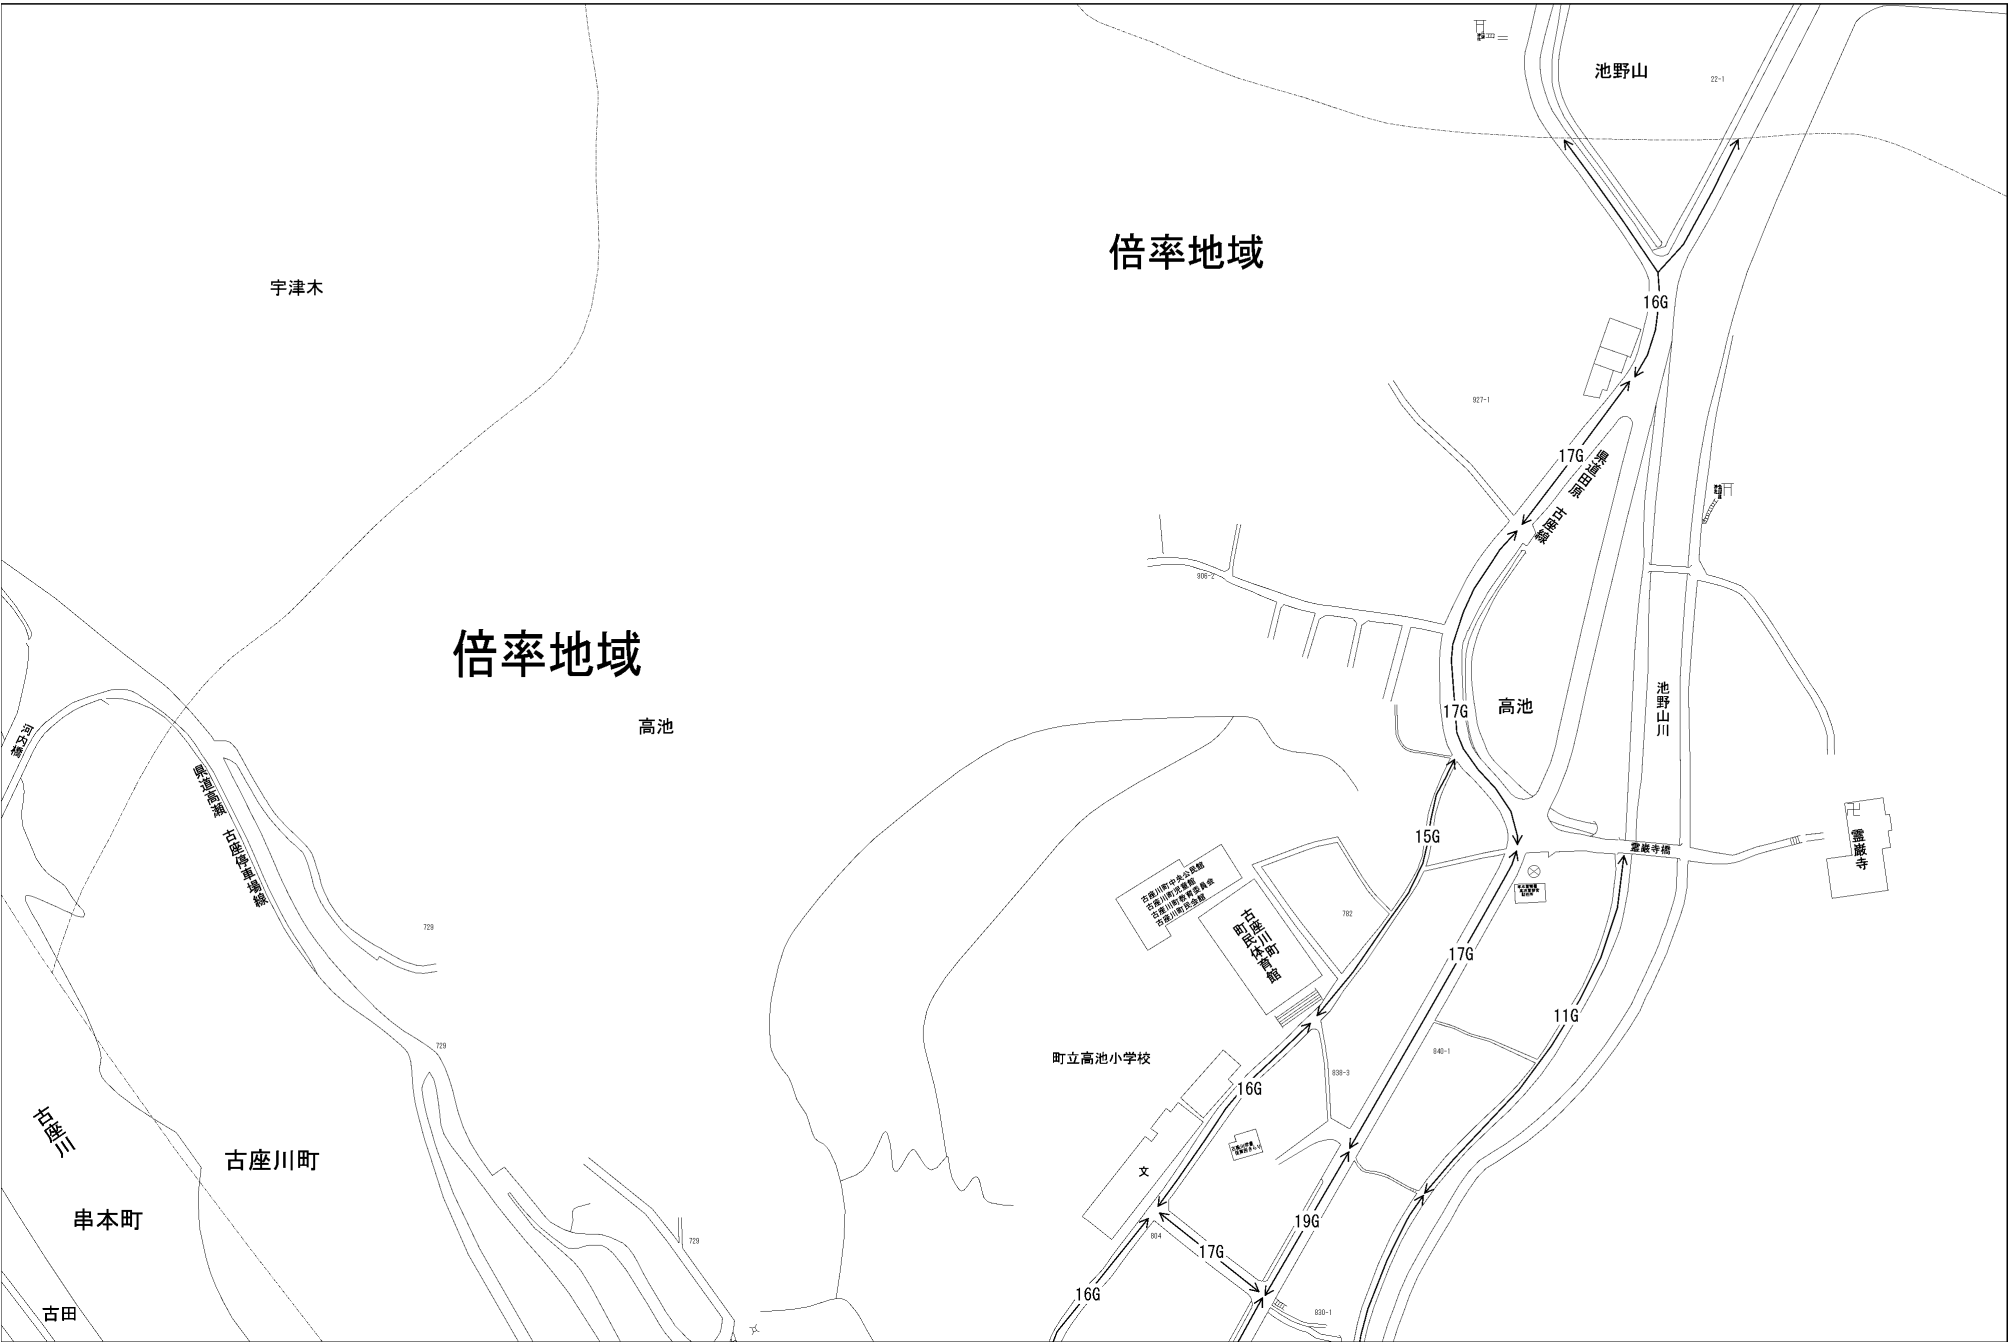 池野山
22-1
倍率地域
宇津木
16G
927-1
17G
県道田原 古座線
906-2
倍率地域
高池
17G
高池
池野山川
河内橋
県道高瀬 古座停車場線
15G
霊巌寺橋
霊巌寺
古座川町中央公民館
古座川町児童館
古座川町教育委員会
古座川町民会館
古座川町
町民体育館
782
729
17G
11G
729
町立高池小学校
840-1
838-3
16G
古座川
古座川町
文
串本町
19G
17G
729
804
16G
古田
830-1